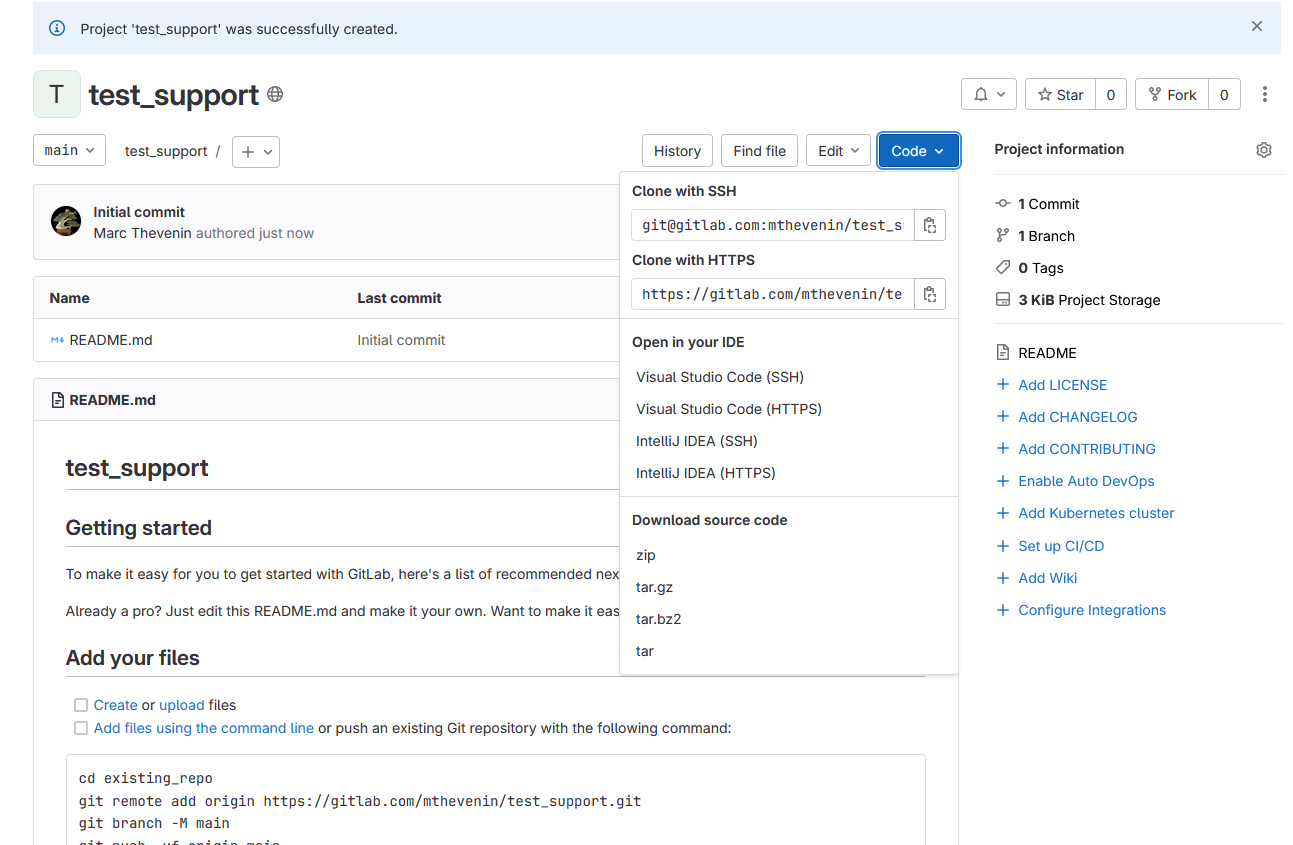 Project 'test_support' was successfully created.
T
test_support
Star 0
Fork 0
main
test_support /
History
Find file
Edit
Code
Project information
Initial commit
Marc Thevenin authored just now
Name
Last commit
README.md
Initial commit
README.md
test_support
Getting started
To make it easy for you to get started with GitLab, here's a list of recommended nex
Already a pro? Just edit this README.md and make it your own. Want to make it eas
Add your files
Create or upload files
Add files using the command line or push an existing Git repository with the following command:
cd existing_repo
git remote add origin https://gitlab.com/mthevenin/test_support.git
git branch -M main
git push -uf origin main
Clone with SSH
git@gitlab.com:mthevenin/test_s
Clone with HTTPS
https://gitlab.com/mthevenin/te
Open in your IDE
Visual Studio Code (SSH)
Visual Studio Code (HTTPS)
IntelliJ IDEA (SSH)
IntelliJ IDEA (HTTPS)
Download source code
zip
tar.gz
tar.bz2
tar
1 Commit
1 Branch
0 Tags
3 KiB Project Storage
README
Add LICENSE
Add CHANGELOG
Add CONTRIBUTING
Enable Auto DevOps
Add Kubernetes cluster
Set up CI/CD
Add Wiki
Configure Integrations